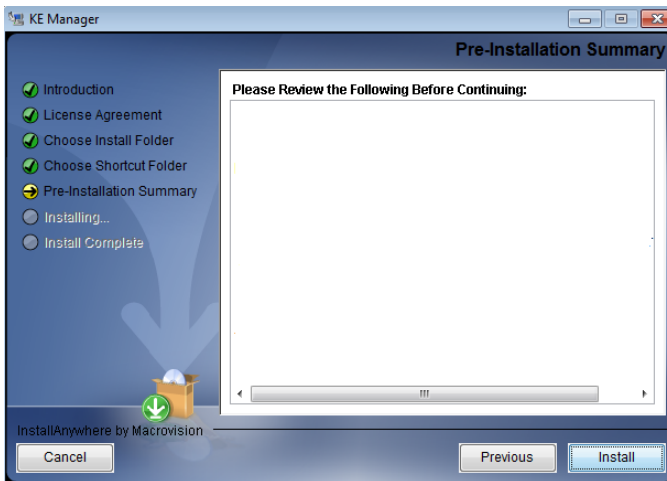 KE Manager
Pre-Installation Summary
Introduction
License Agreement
Choose Install Folder
Choose Shortcut Folder
Pre-Installation Summary
Installing...
Install Complete
Please Review the Following Before Continuing:
InstallAnywhere by Macrovision
Cancel
Previous
Install